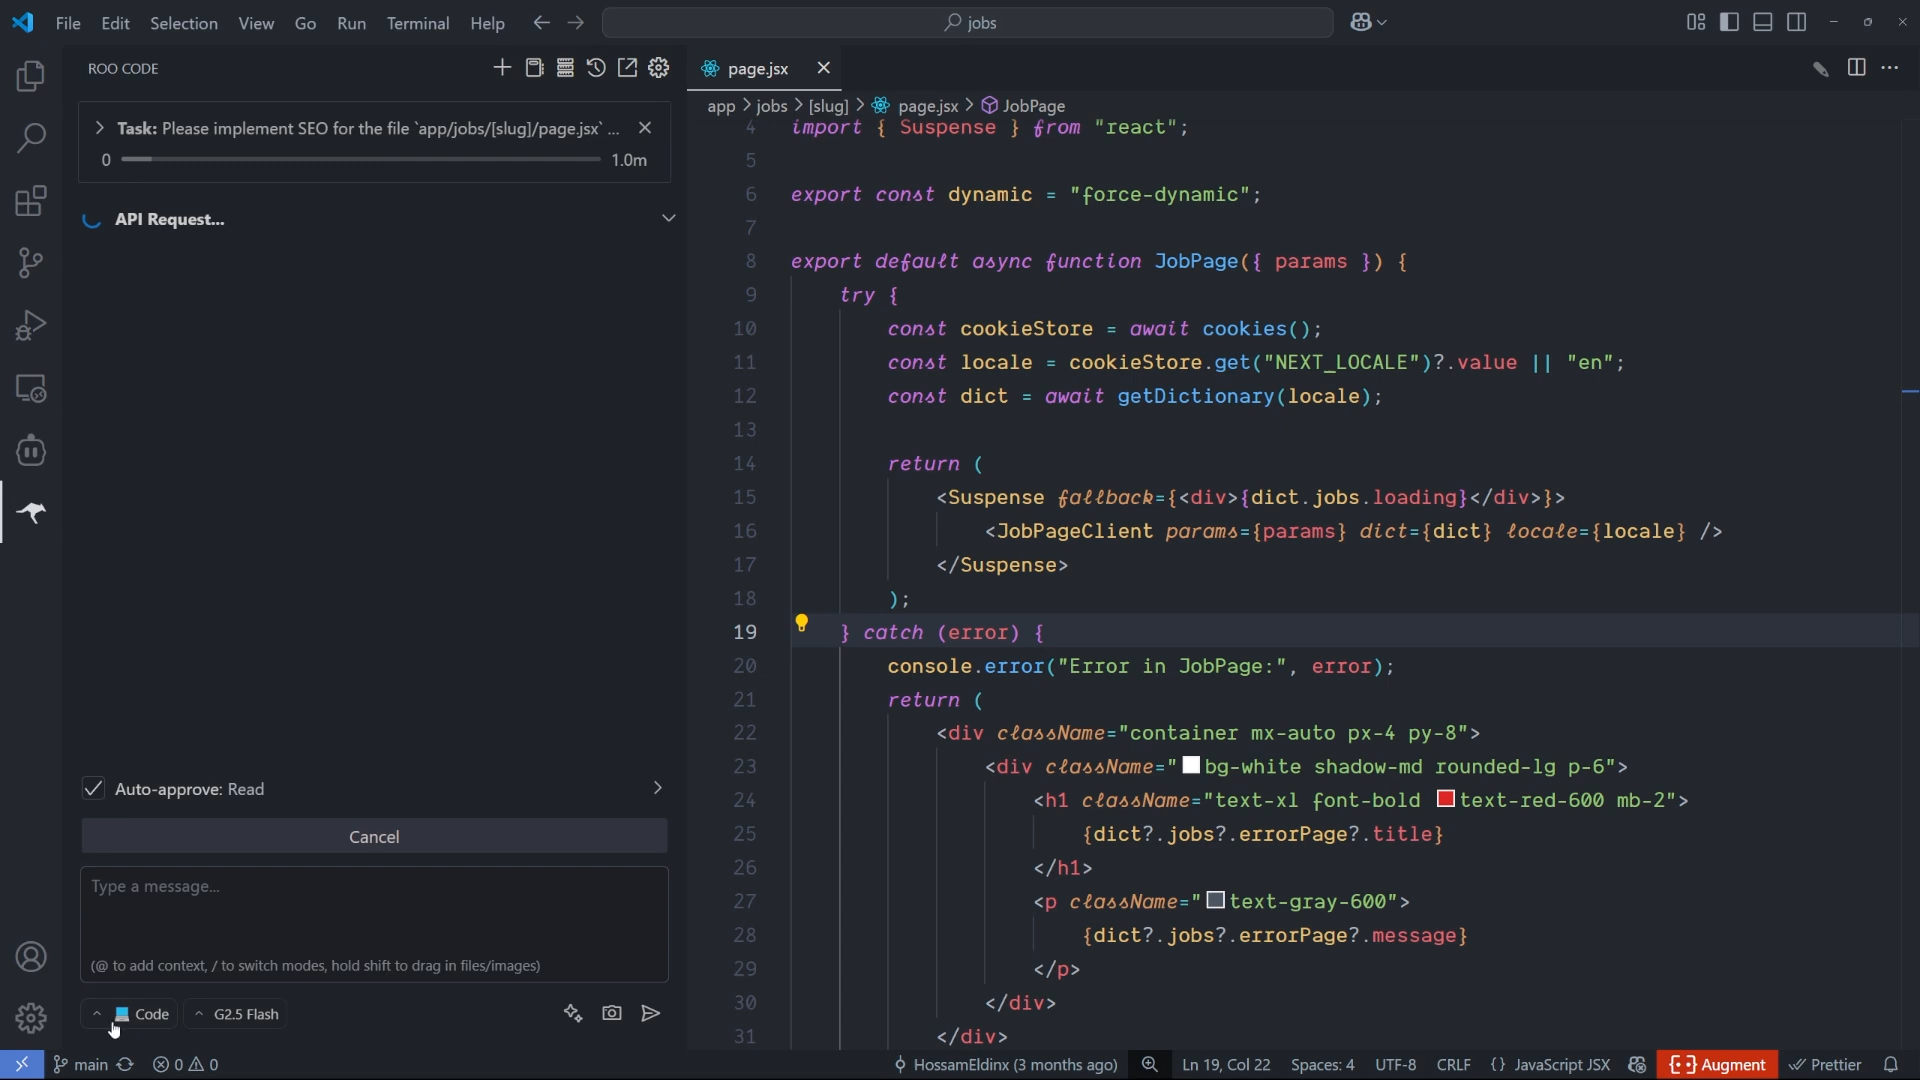 File Edit Selection View Go Run Terminal Help
jobs
ROO CODE
Task: Please implement SEO for the file `app/jobs/[slug]/page.jsx` ...
0 1.0m
API Request...
Auto-approve: Read
Cancel
Type a message...
(@ to add context, / to switch modes, hold shift to drag in files/images)
Code G2.5 Flash
page.jsx
app > jobs > [slug] > page.jsx > JobPage
4 import { Suspense } from "react";
5
6 export const dynamic = "force-dynamic";
7
8 export default async function JobPage({ params }) {
9 try {
10 const cookieStore = await cookies();
11 const locale = cookieStore.get("NEXT_LOCALE")?.value || "en";
12 const dict = await getDictionary(locale);
13
14 return (
15 <Suspense fallback={<div>{dict.jobs.loading}</div>}>
16 <JobPageClient params={params} dict={dict} locale={locale} />
17 </Suspense>
18 );
19 } catch (error) {
20 console.error("Error in JobPage:", error);
21 return (
22 <div className="container mx-auto px-4 py-8">
23 <div className="bg-white shadow-md rounded-lg p-6">
24 <h1 className="text-xl font-bold text-red-600 mb-2">
25 {dict?.jobs?.errorPage?.title}
26 </h1>
27 <p className="text-gray-600">
28 {dict?.jobs?.errorPage?.message}
29 </p>
30 </div>
31 </div>
main 0 0 HossamEldinx (3 months ago) Ln 19, Col 22 Spaces: 4 UTF-8 CRLF {} JavaScript JSX Augment Prettier